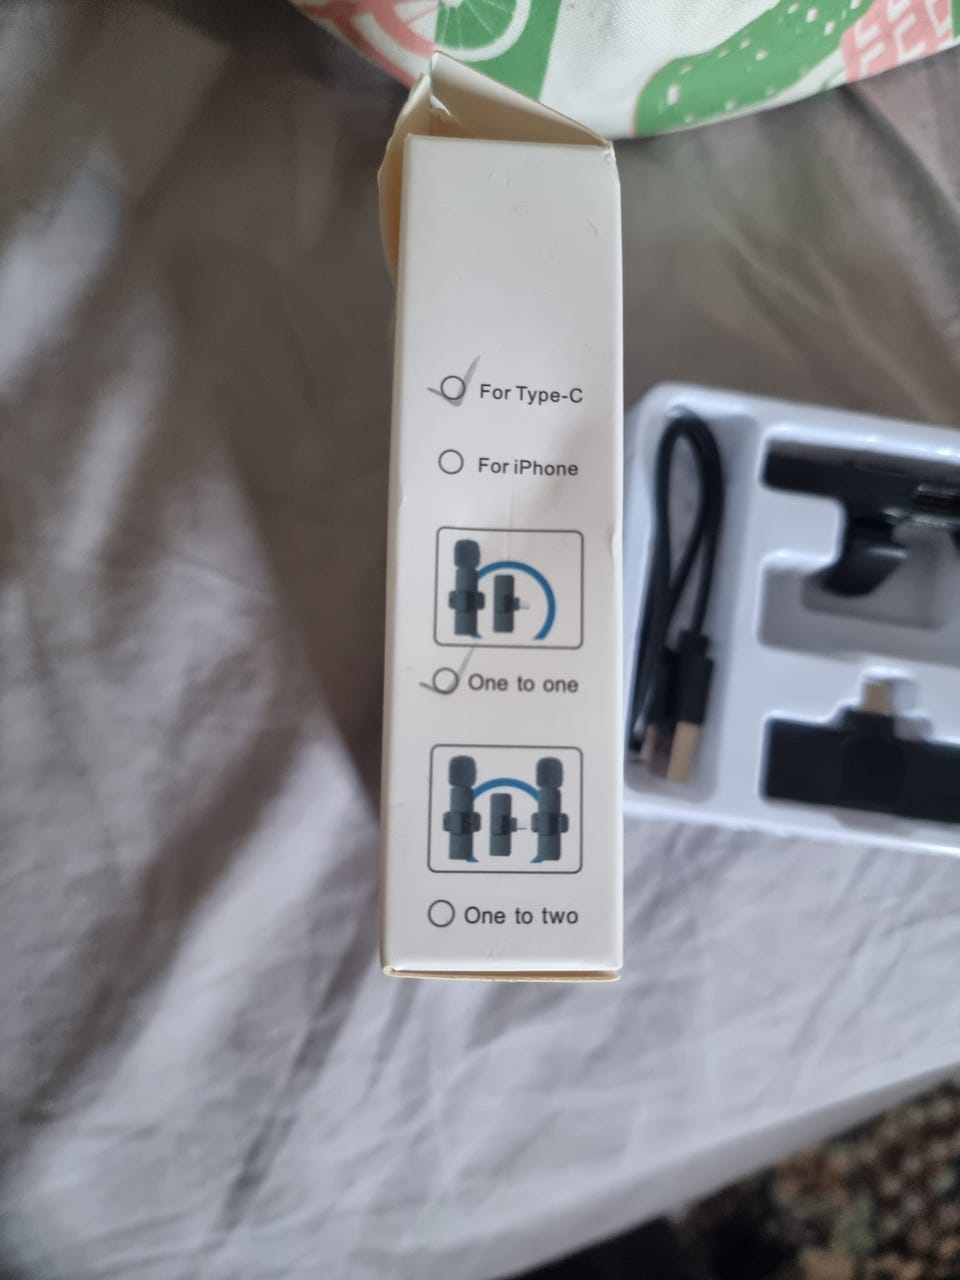 For Type-C
For iPhone
One to one
One to two